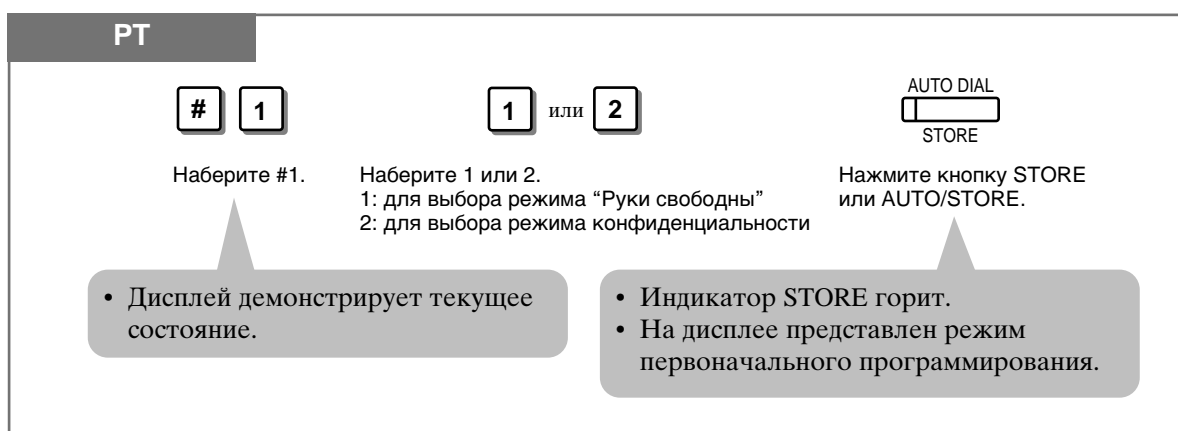 PT
# 1
1 или 2
AUTO DIAL
STORE
Наберите #1.
Наберите 1 или 2.
1: для выбора режима “Руки свободны”
2: для выбора режима конфиденциальности
Нажмите кнопку STORE
или AUTO/STORE.
• Дисплей демонстрирует текущее
состояние.
• Индикатор STORE горит.
• На дисплее представлен режим
первоначального программирования.